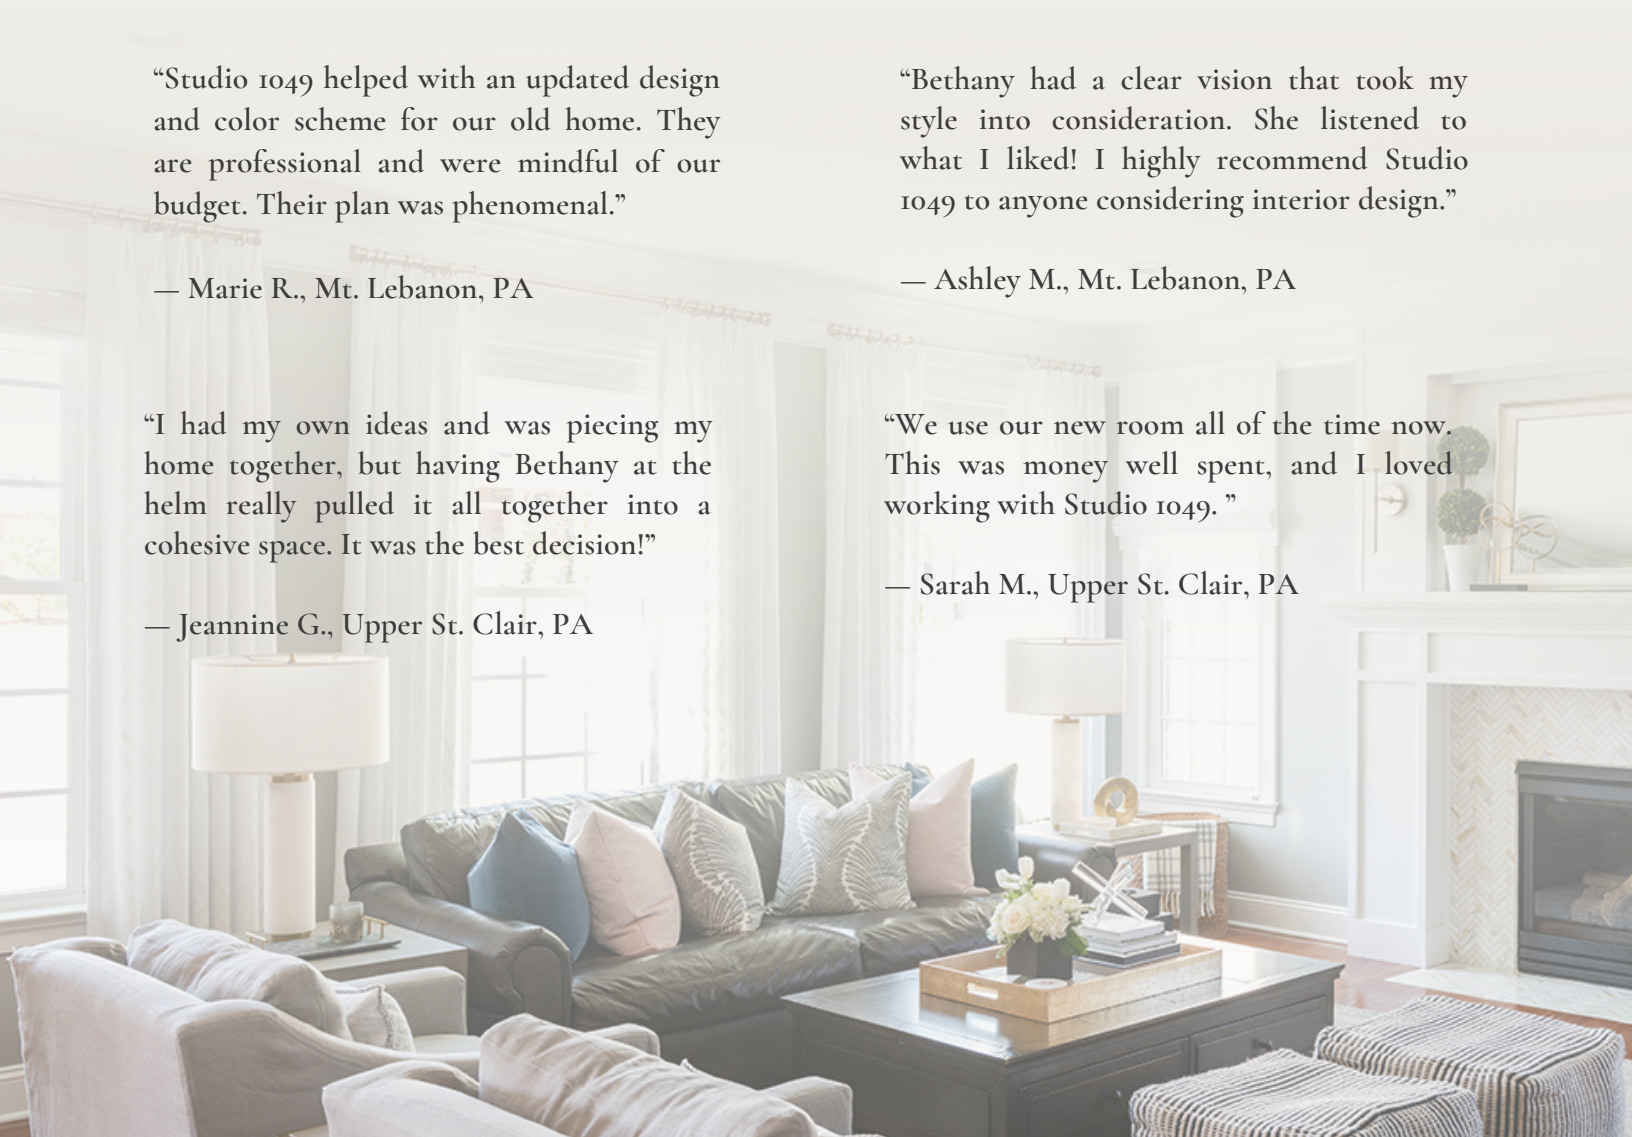 “Studio 1049 helped with an updated design
and color scheme for our old home. They
are professional and were mindful of our
budget. Their plan was phenomenal.”
— Marie R., Mt. Lebanon, PA
“Bethany had a clear vision that took my
style into consideration. She listened to
what I liked! I highly recommend Studio
1049 to anyone considering interior design.”
— Ashley M., Mt. Lebanon, PA
“I had my own ideas and was piecing my
home together, but having Bethany at the
helm really pulled it all together into a
cohesive space. It was the best decision!”
— Jeannine G., Upper St. Clair, PA
“We use our new room all of the time now.
This was money well spent, and I loved
working with Studio 1049. ”
— Sarah M., Upper St. Clair, PA